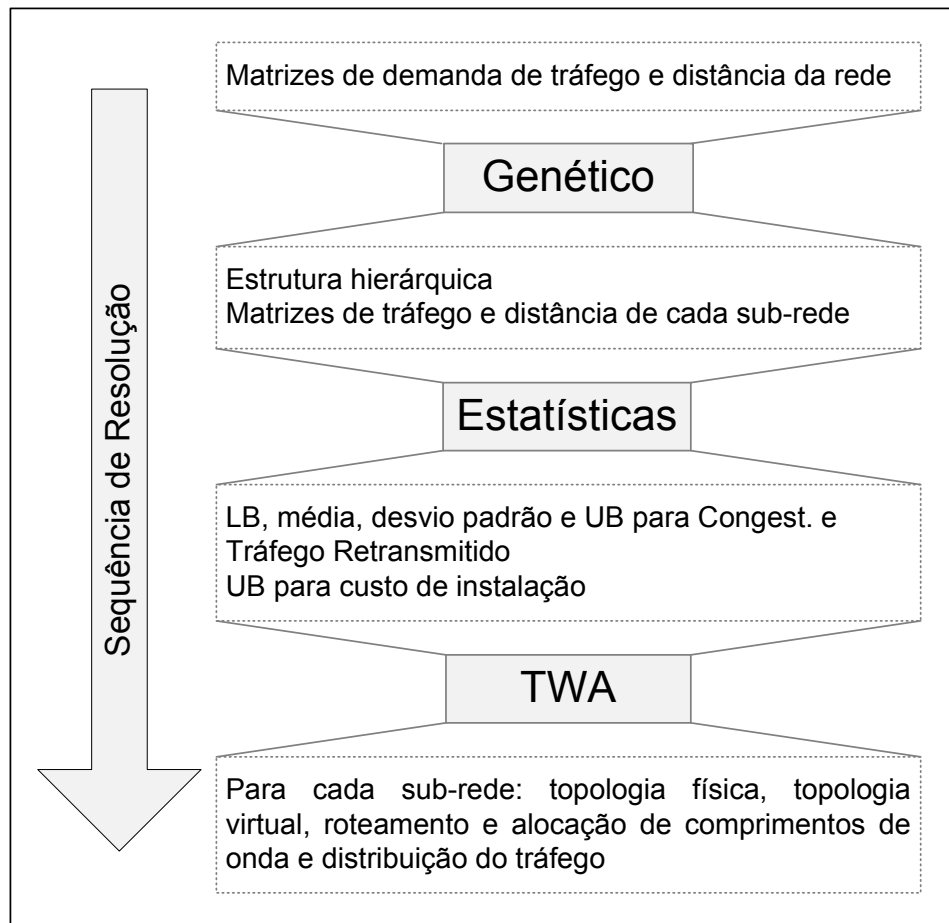 Matrizes de demanda de tráfego e distância da rede
Genético
Estrutura hierárquica
Matrizes de tráfego e distância de cada sub-rede
Estatísticas
LB, média, desvio padrão e UB para Congest. e
Tráfego Retransmitido
UB para custo de instalação
TWA
Para cada sub-rede: topologia física, topologia
virtual, roteamento e alocação de comprimentos de
onda e distribuição do tráfego
Sequência de Resolução